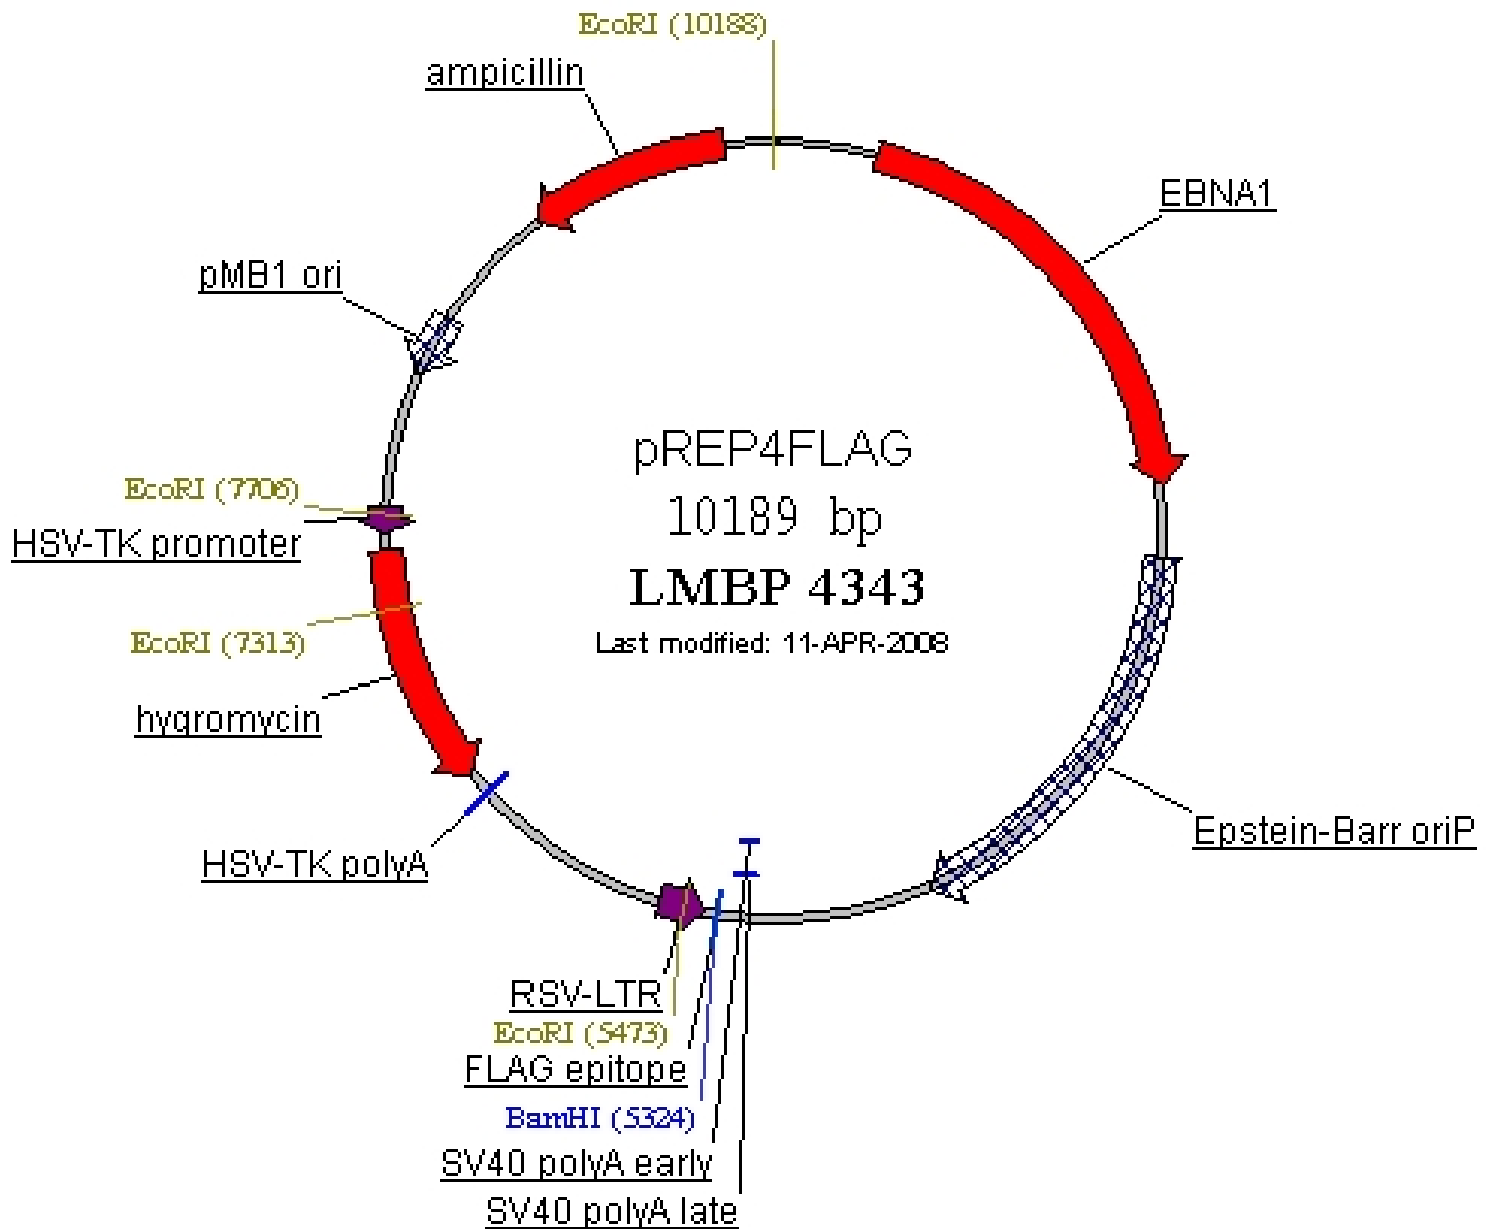 EcoRI (10188)
ampicillin
EBNA1
pMB1 ori
pREP4FLAG
10189 bp
LMBP 4343
Last modified: 11-APR-2008
EcoRI (7706)
HSV-TK promoter
EcoRI (7313)
hygromycin
HSV-TK polyA
Epstein-Barr oriP
RSV-LTR
EcoRI (5473)
FLAG epitope
BamHI (5324)
SV40 polyA early
SV40 polyA late